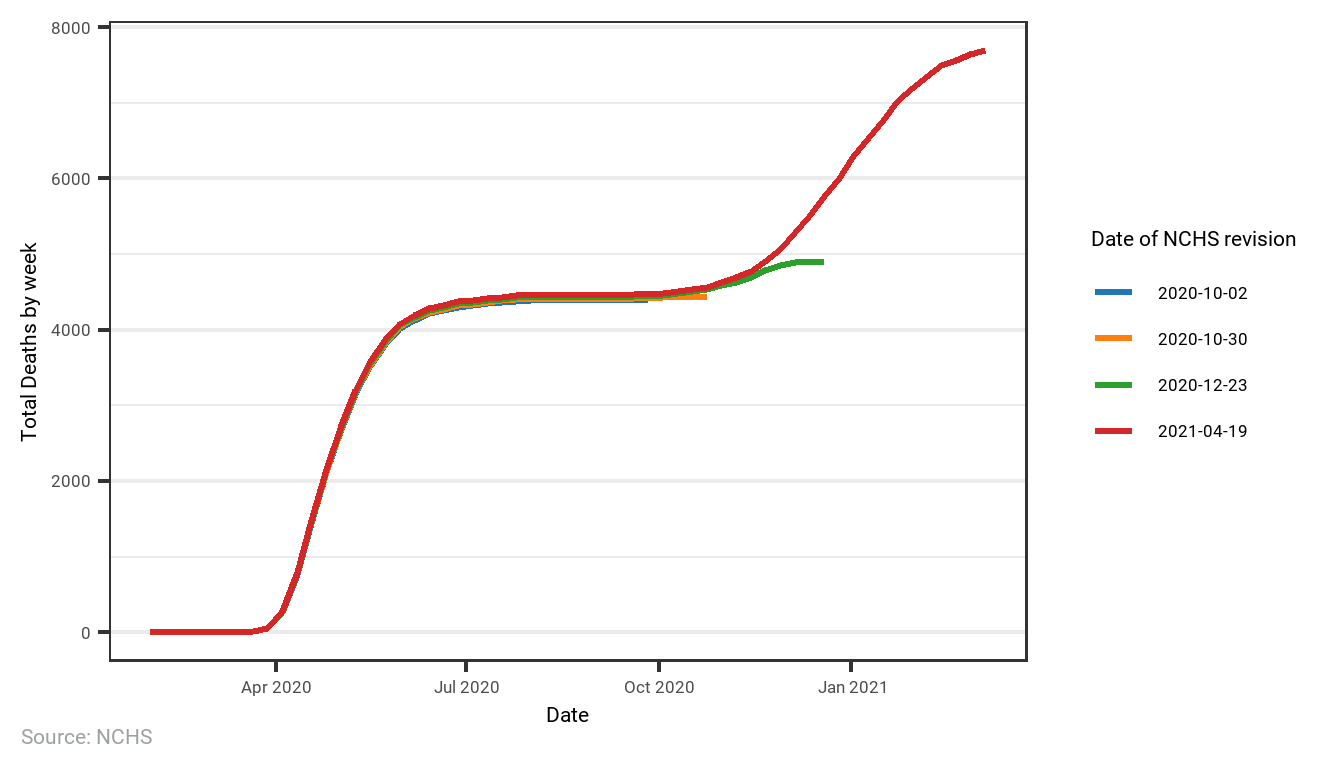 8000
6000
4000
2000
0
Total Deaths by week
Apr 2020
Jul 2020
Oct 2020
Jan 2021
Date
Date of NCHS revision
2020-10-02
2020-10-30
2020-12-23
2021-04-19
Source: NCHS